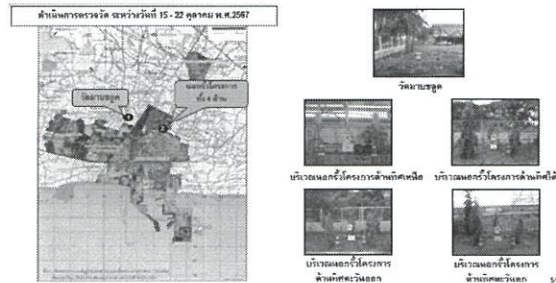 ดำเนินการตรวจวัด ระหว่างวันที่ 15 - 22 ตุลาคม พ.ศ.2567
วัดมาบชลูด
นอกรั้วโครงการ
ทั้ง 4 ด้าน
วัดมาบชลูด
บริเวณนอกรั้วโครงการด้านทิศเหนือ
บริเวณนอกรั้วโครงการด้านทิศใต้
บริเวณนอกรั้วโครงการ
ด้านทิศตะวันออก
บริเวณนอกรั้วโครงการ
ด้านทิศตะวันตก